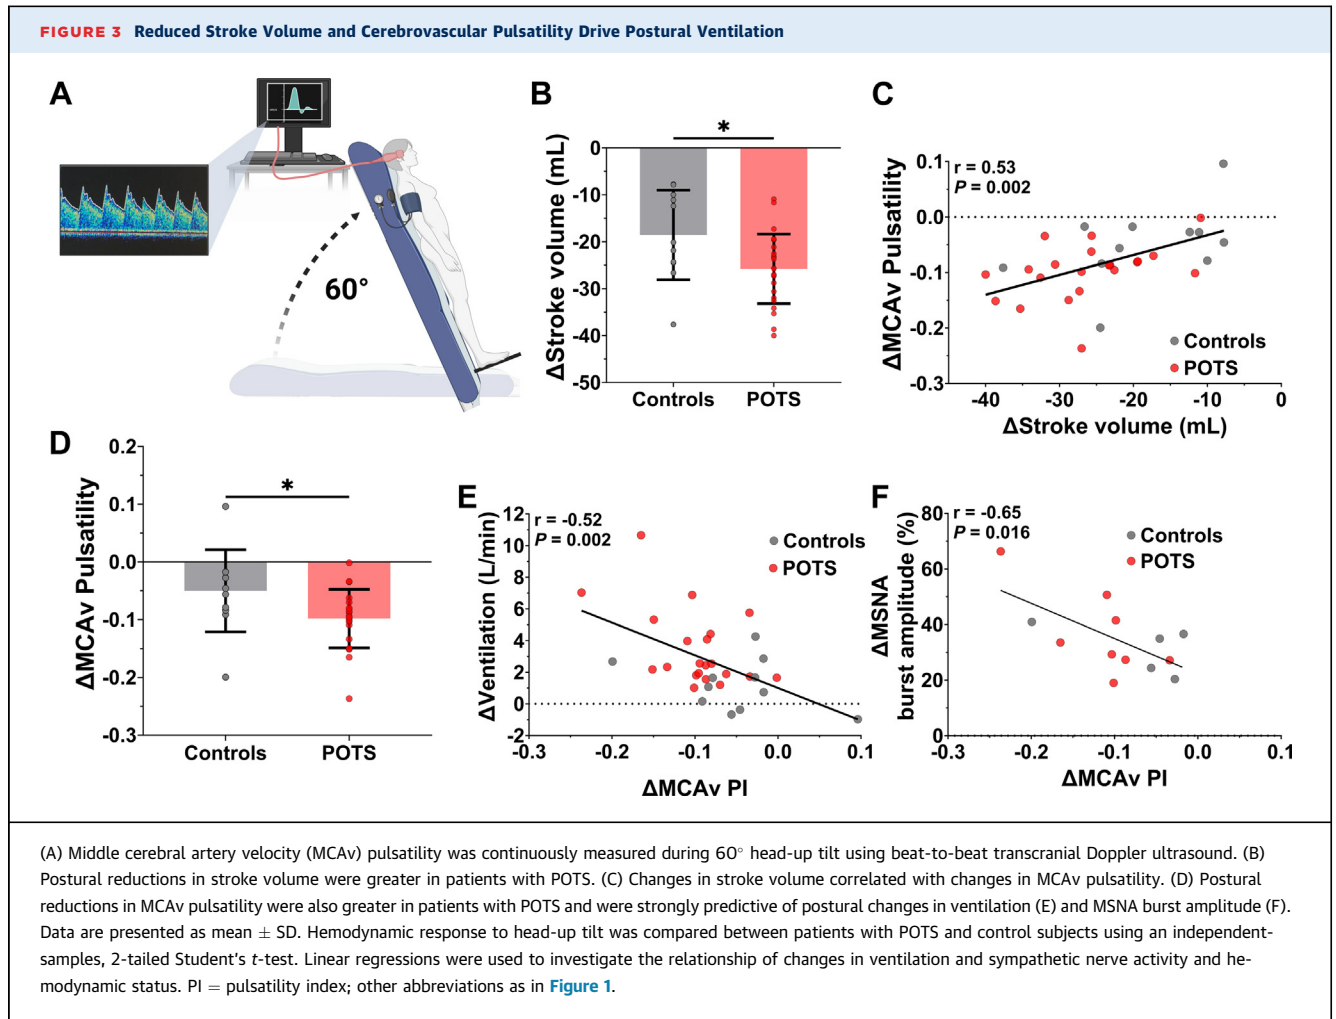 FIGURE 3 Reduced Stroke Volume and Cerebrovascular Pulsatility Drive Postural Ventilation
A
60°
B
ΔStroke volume (mL)
0
-10
-20
-30
-40
-50
*
Controls
POTS
C
ΔMCAv Pulsatility
0.1
0.0
-0.1
-0.2
-0.3
r = 0.53
P = 0.002
Controls
POTS
-40
-30
-20
-10
0
ΔStroke volume (mL)
D
ΔMCAv Pulsatility
0.2
0.1
0.0
-0.1
-0.2
-0.3
*
Controls
POTS
E
ΔVentilation (L/min)
12
10
8
6
4
2
0
-2
r = -0.52
P = 0.002
Controls
POTS
-0.3
-0.2
-0.1
0.0
0.1
ΔMCAv PI
F
ΔMSNA
burst amplitude (%)
80
60
40
20
0
r = -0.65
P = 0.016
Controls
POTS
-0.3
-0.2
-0.1
0.0
0.1
ΔMCAv PI
(A) Middle cerebral artery velocity (MCAv) pulsatility was continuously measured during 60° head-up tilt using beat-to-beat transcranial Doppler ultrasound. (B)
Postural reductions in stroke volume were greater in patients with POTS. (C) Changes in stroke volume correlated with changes in MCAv pulsatility. (D) Postural
reductions in MCAv pulsatility were also greater in patients with POTS and were strongly predictive of postural changes in ventilation (E) and MSNA burst amplitude (F).
Data are presented as mean ± SD. Hemodynamic response to head-up tilt was compared between patients with POTS and control subjects using an independent-
samples, 2-tailed Student's t-test. Linear regressions were used to investigate the relationship of changes in ventilation and sympathetic nerve activity and he-
modynamic status. PI = pulsatility index; other abbreviations as in Figure 1.